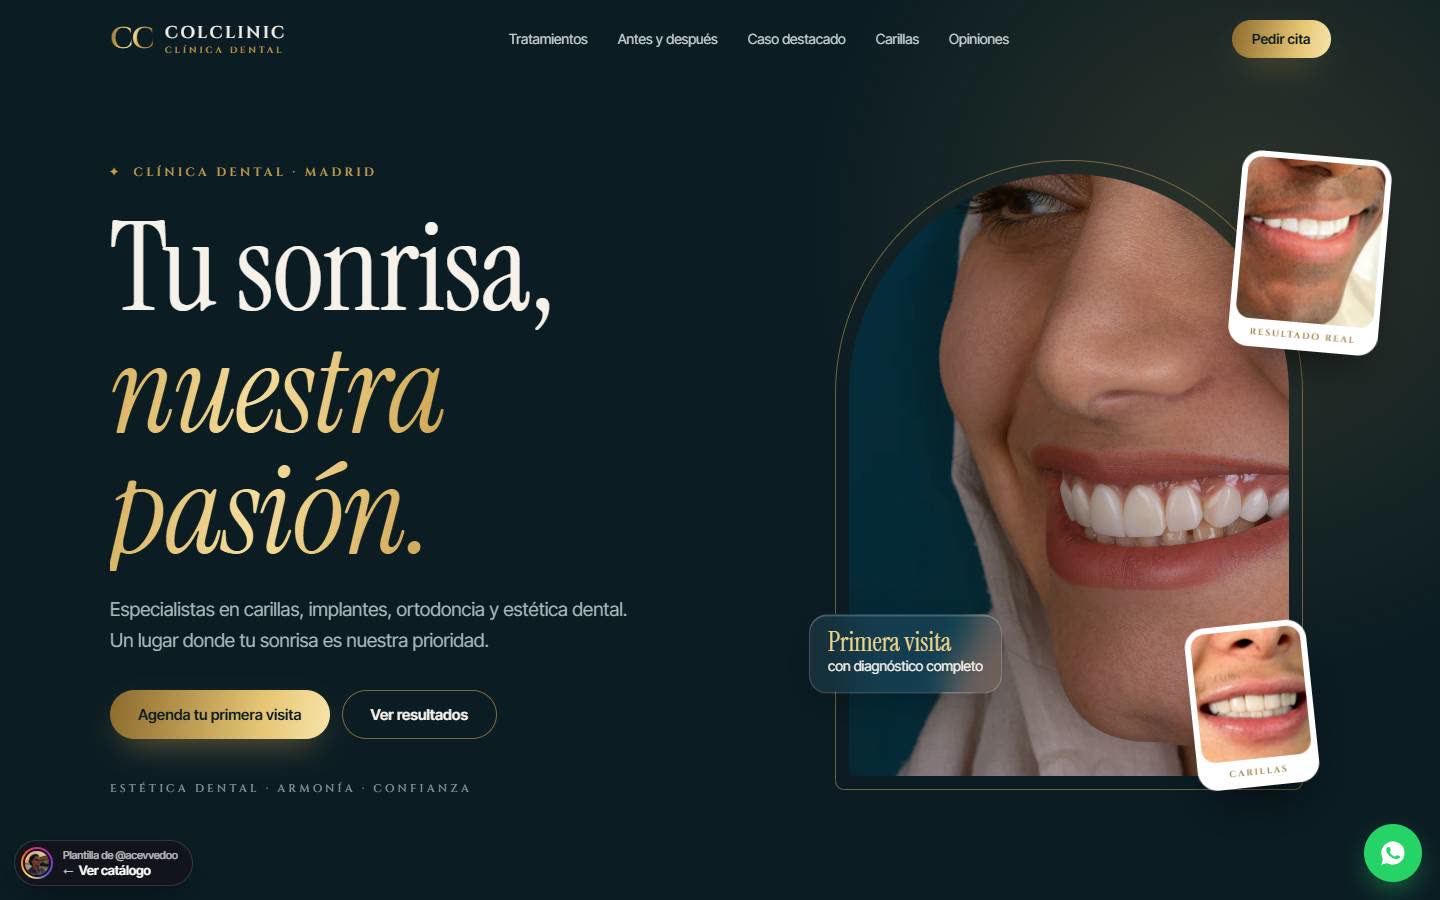 CC COLCLINIC
CLÍNICA DENTAL
Tratamientos
Antes y después
Caso destacado
Carillas
Opiniones
Pedir cita
✦ CLÍNICA DENTAL · MADRID
Tu sonrisa,
nuestra
pasión.
Especialistas en carillas, implantes, ortodoncia y estética dental.
Un lugar donde tu sonrisa es nuestra prioridad.
Agenda tu primera visita
Ver resultados
ESTÉTICA DENTAL · ARMONÍA · CONFIANZA
RESULTADO REAL
Primera visita
con diagnóstico completo
CARILLAS
Plantilla de @acevvedoo
← Ver catálogo